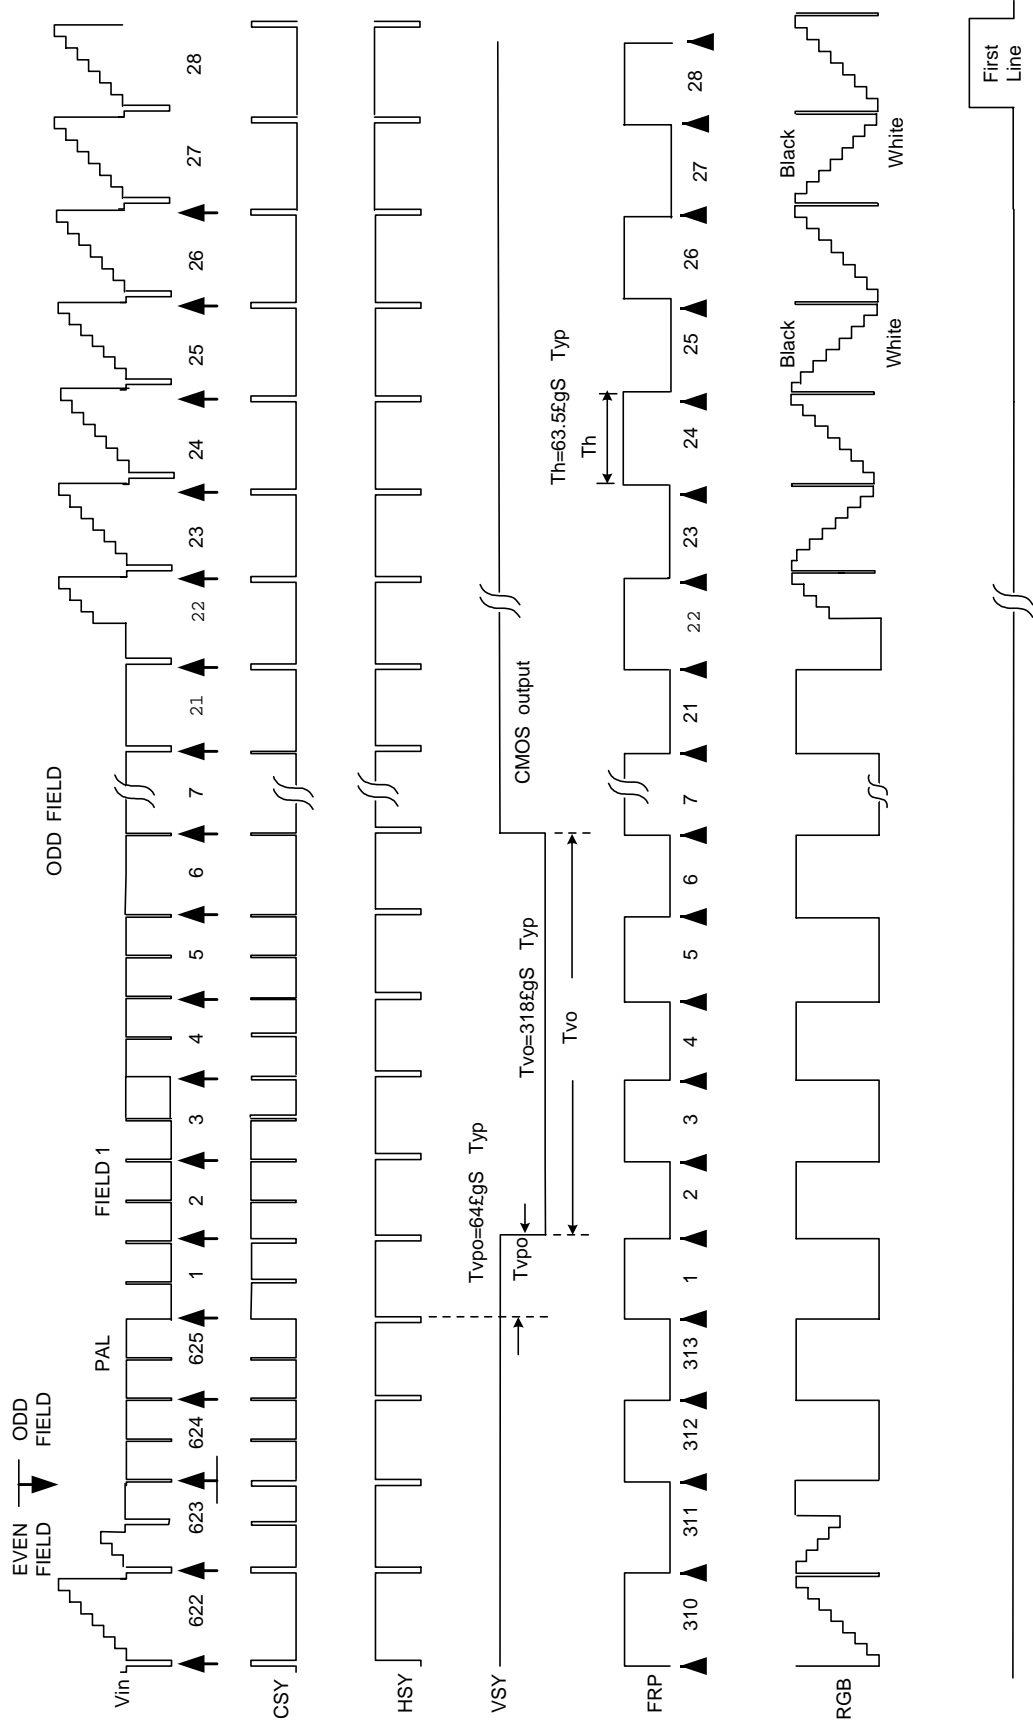 EVEN
FIELD
ODD
FIELD
PAL
FIELD 1
ODD FIELD
Vin
622
623
624
625
1
2
3
4
5
6
7
21
22
23
24
25
26
27
28
CSY
HSY
VSY
Tvpo=64£gS Typ
Tvpo
Tvo=318£gS Typ
Tvo
CMOS output
Th=63.5£gS Typ
Th
FRP
310
311
312
313
1
2
3
4
5
6
7
21
22
23
24
25
26
27
28
RGB
Black
White
Black
White
First
Line